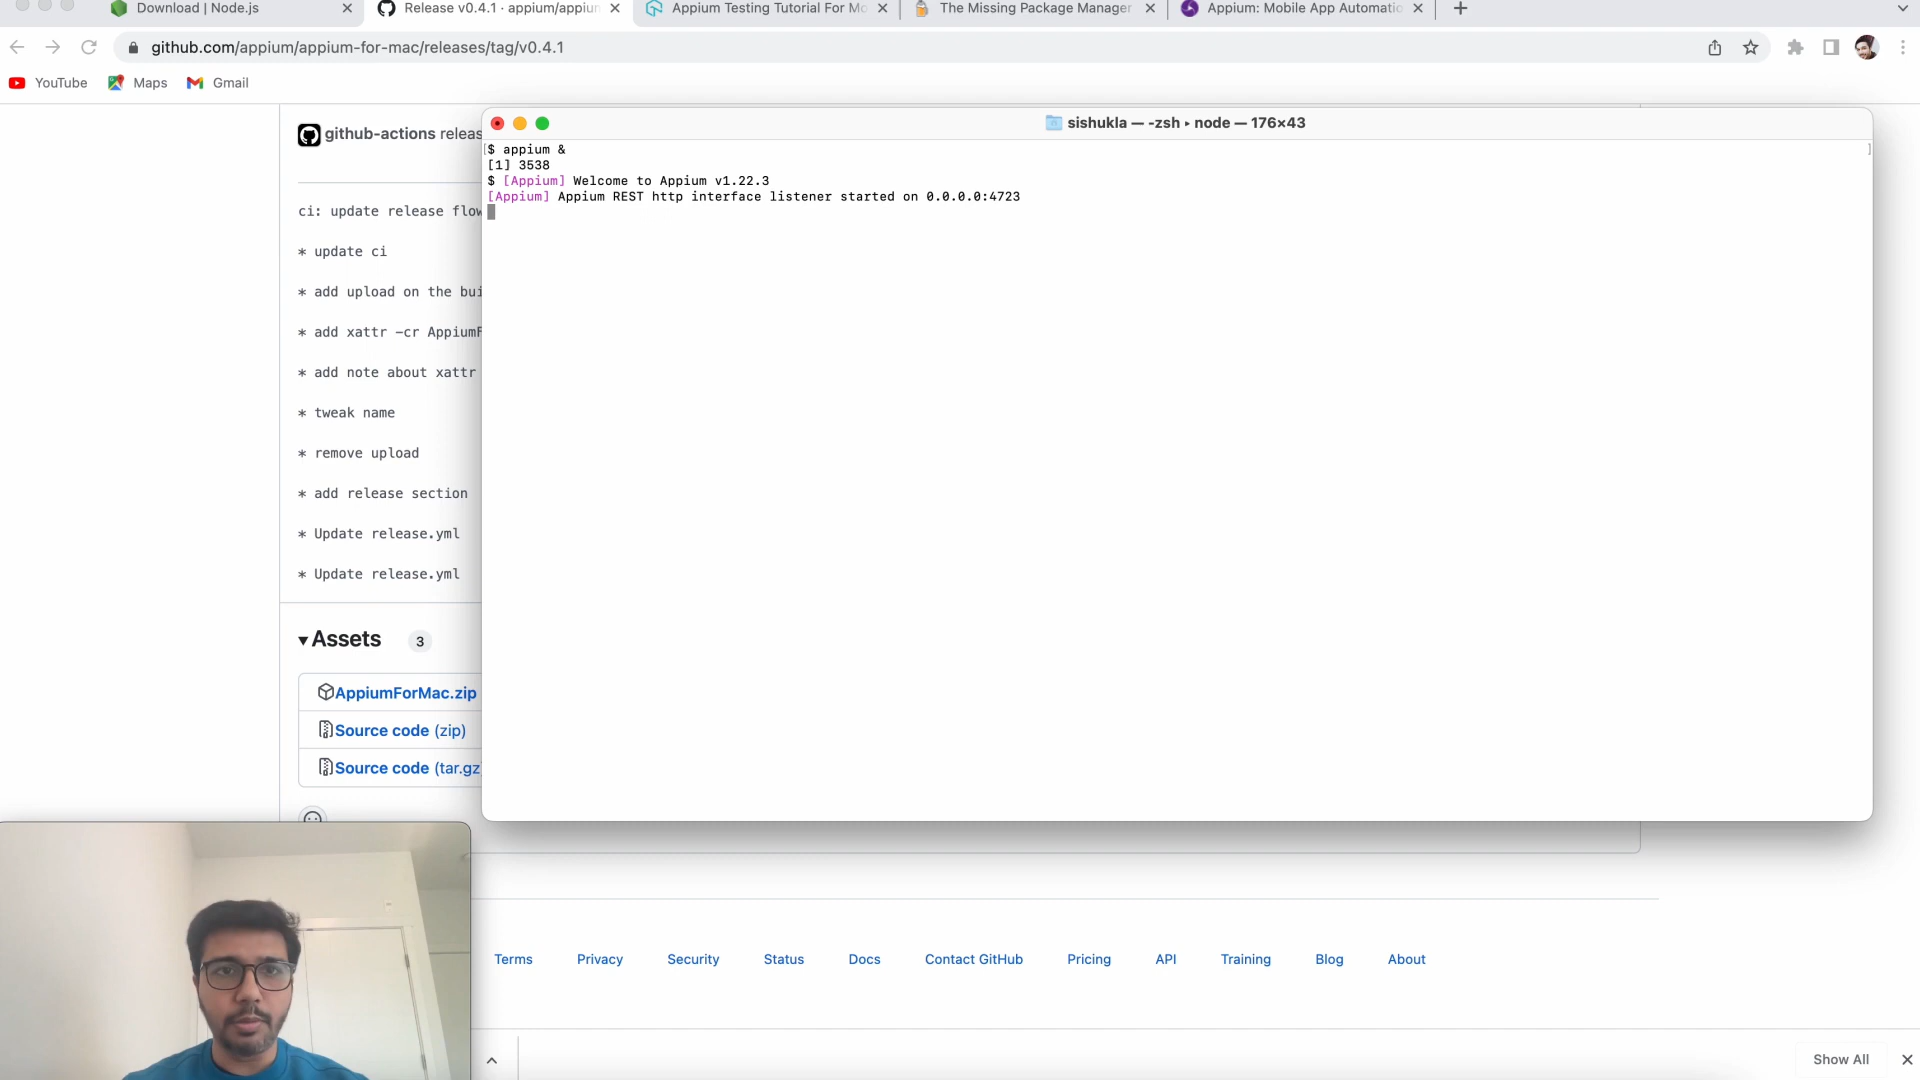 Download | Node.js
Release v0.4.1 · appium/appium
Appium Testing Tutorial For Mo
The Missing Package Manager
Appium: Mobile App Automatio
github.com/appium/appium-for-mac/releases/tag/v0.4.1
YouTube
Maps
Gmail
github-actions releas
sishukla — -zsh ▸ node — 176×43
$ appium &
[1] 3538
$ [Appium] Welcome to Appium v1.22.3
[Appium] Appium REST http interface listener started on 0.0.0.0:4723
ci: update release flow
* update ci
* add upload on the bui
* add xattr -cr AppiumF
* add note about xattr
* tweak name
* remove upload
* add release section
* Update release.yml
* Update release.yml
Assets 3
AppiumForMac.zip
Source code (zip)
Source code (tar.gz
Terms Privacy Security Status Docs Contact GitHub Pricing API Training Blog About
Show All